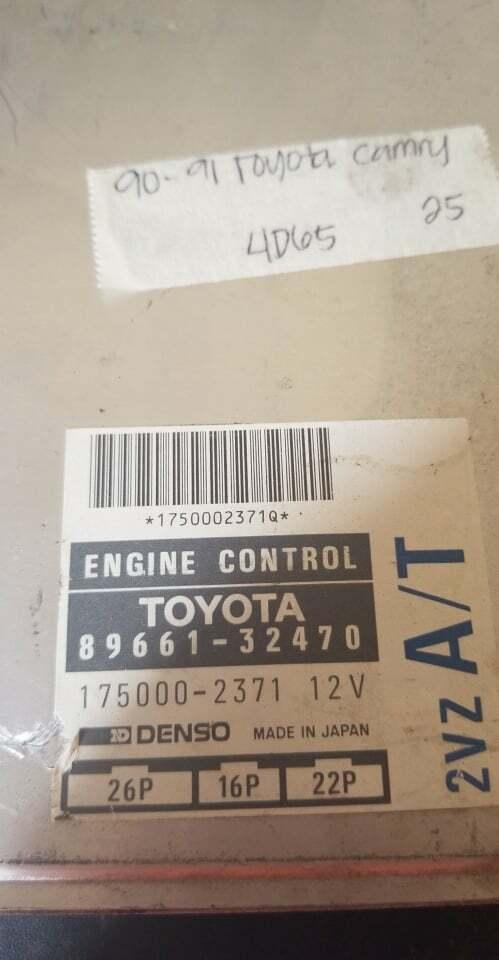 90-91 Toyota Camry
4D65 25
*1750002371Q*
ENGINE CONTROL
TOYOTA
89661-32470
175000-2371 12V
ND DENSO MADE IN JAPAN
26P 16P 22P
2VZ A/T